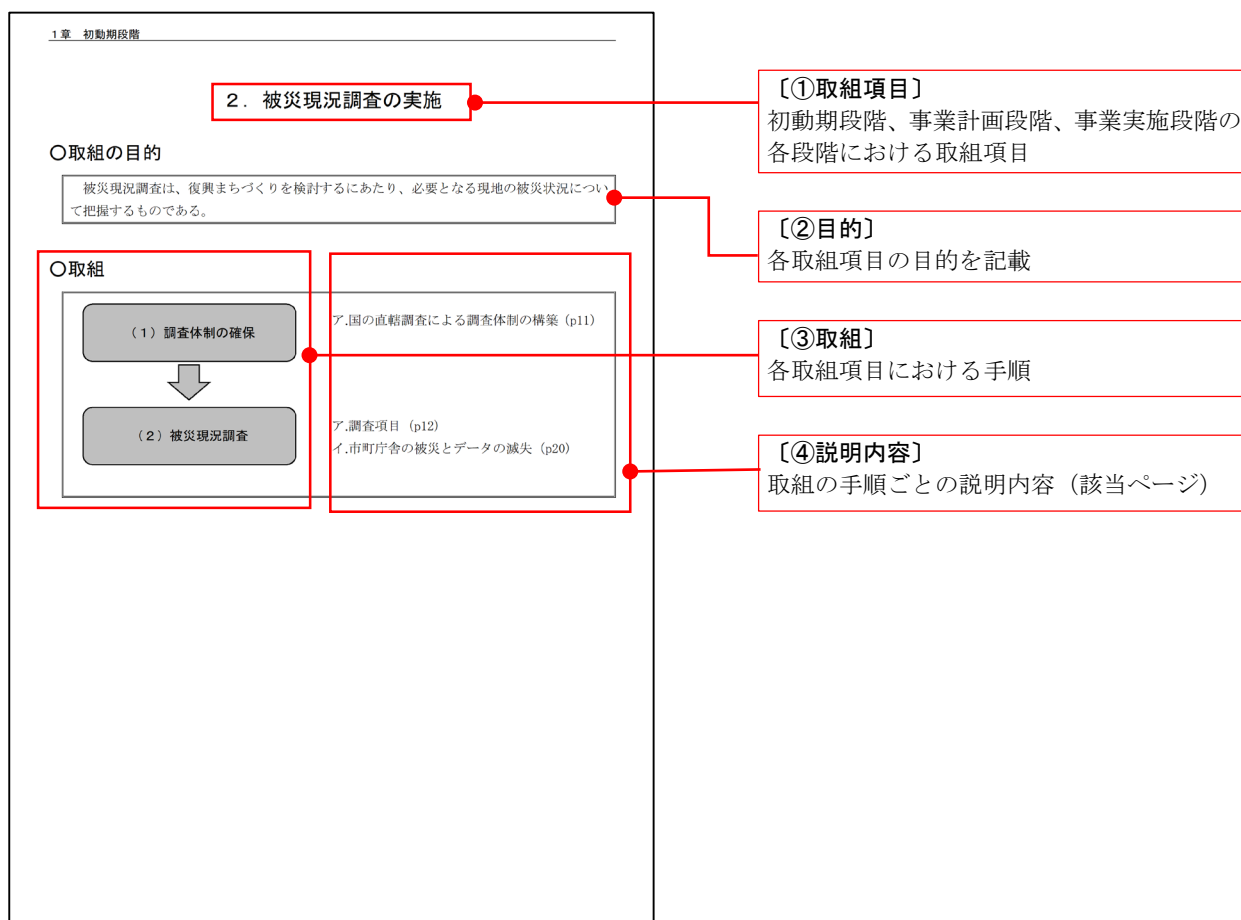 1章 初動期段階
2．被災現況調査の実施
〇取組の目的
被災現況調査は、復興まちづくりを検討するにあたり、必要となる現地の被災状況につい
て把握するものである。
〇取組
（１）調査体制の確保
ア.国の直轄調査による調査体制の構築（p11）
（２）被災現況調査
ア.調査項目（p12）
イ.市町庁舎の被災とデータの滅失（p20）
〔①取組項目〕
初動期段階、事業計画段階、事業実施段階の
各段階における取組項目
〔②目的〕
各取組項目の目的を記載
〔③取組〕
各取組項目における手順
〔④説明内容〕
取組の手順ごとの説明内容（該当ページ）